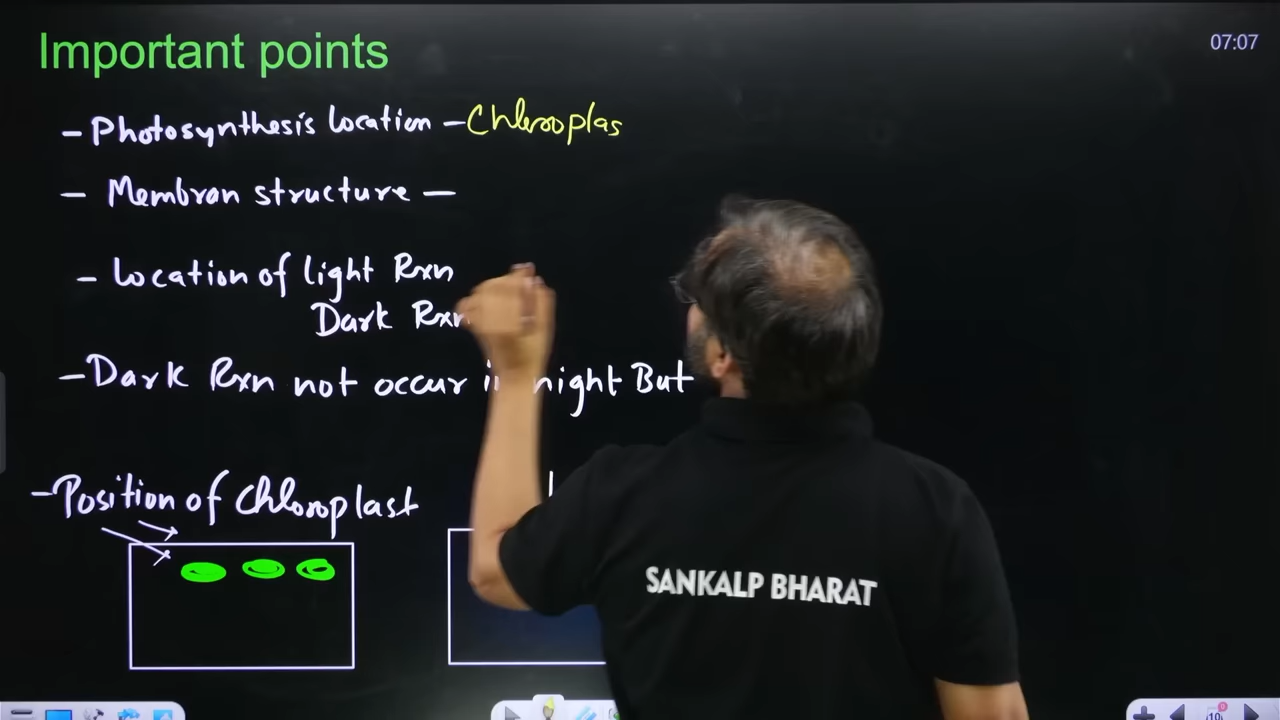 Important points
07:07
- Photosynthesis Location - Chloroplas
- Membran structure -
- Location of light Rxn
Dark Rxn
- Dark Rxn not occur in night But
- Position of Chloroplast
SANKALP BHARAT